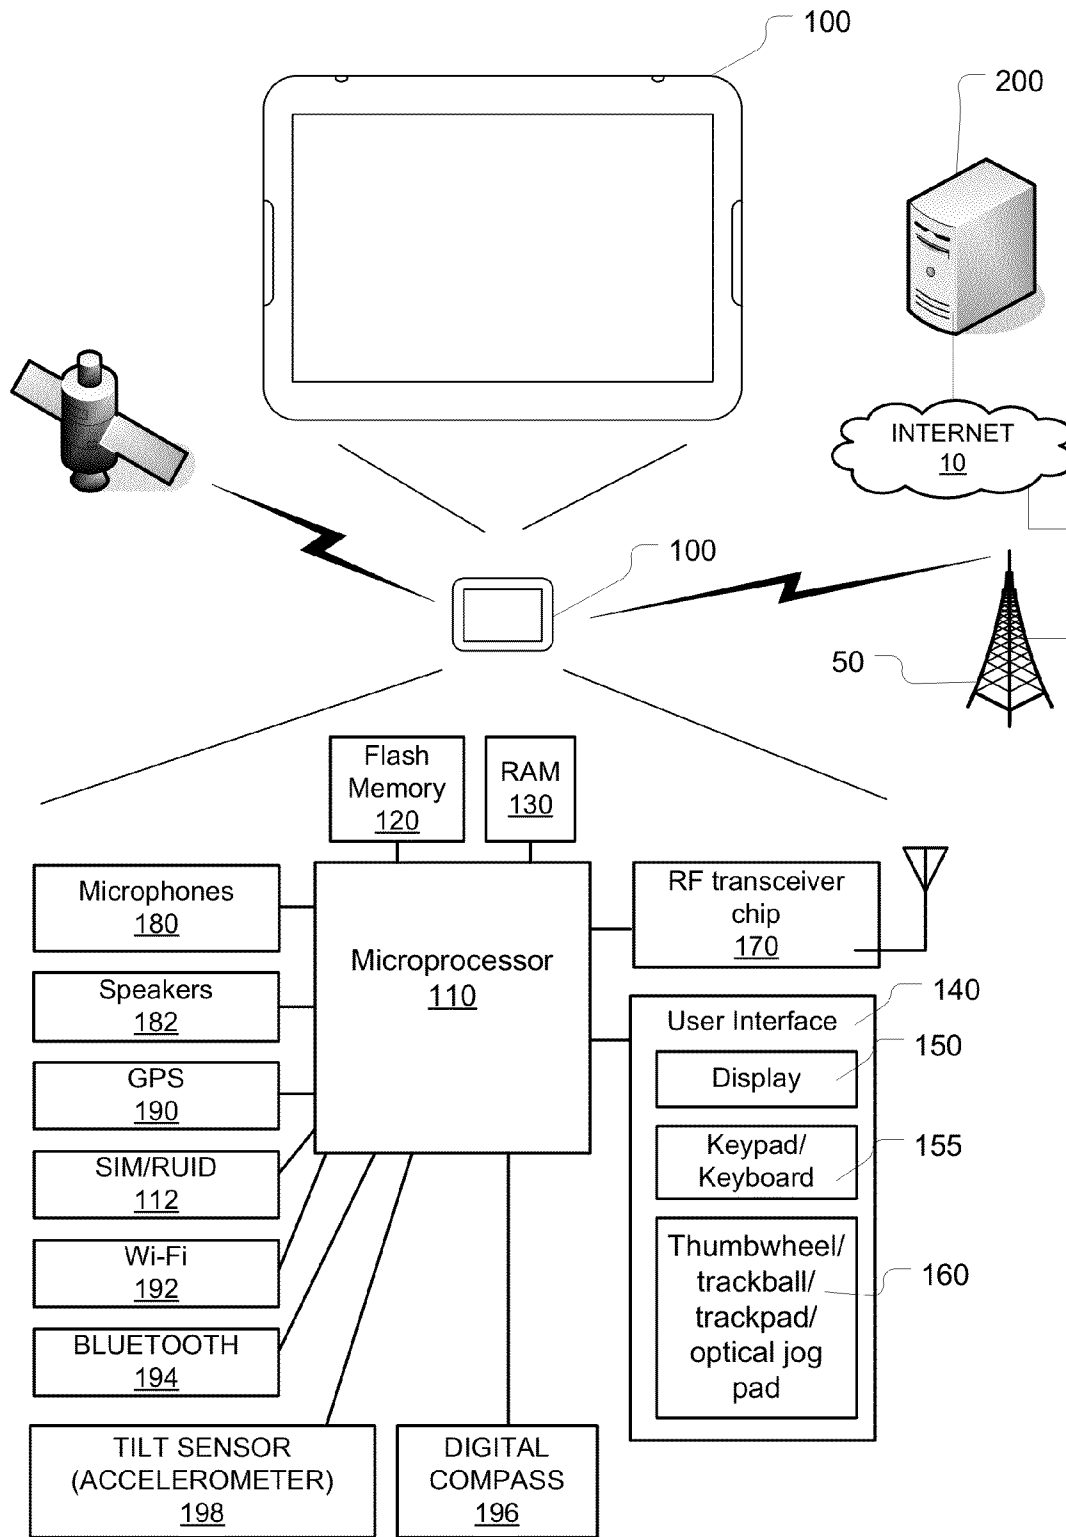 100
200
INTERNET
10
100
50
Flash
Memory
120
RAM
130
Microphones
180
Microprocessor
110
RF transceiver
chip
170
Speakers
182
140
User Interface
150
Display
GPS
190
155
Keypad/
Keyboard
SIM/RUID
112
Wi-Fi
192
160
Thumbwheel/
trackball/
trackpad/
optical jog
pad
BLUETOOTH
194
TILT SENSOR
(ACCELEROMETER)
198
DIGITAL
COMPASS
196